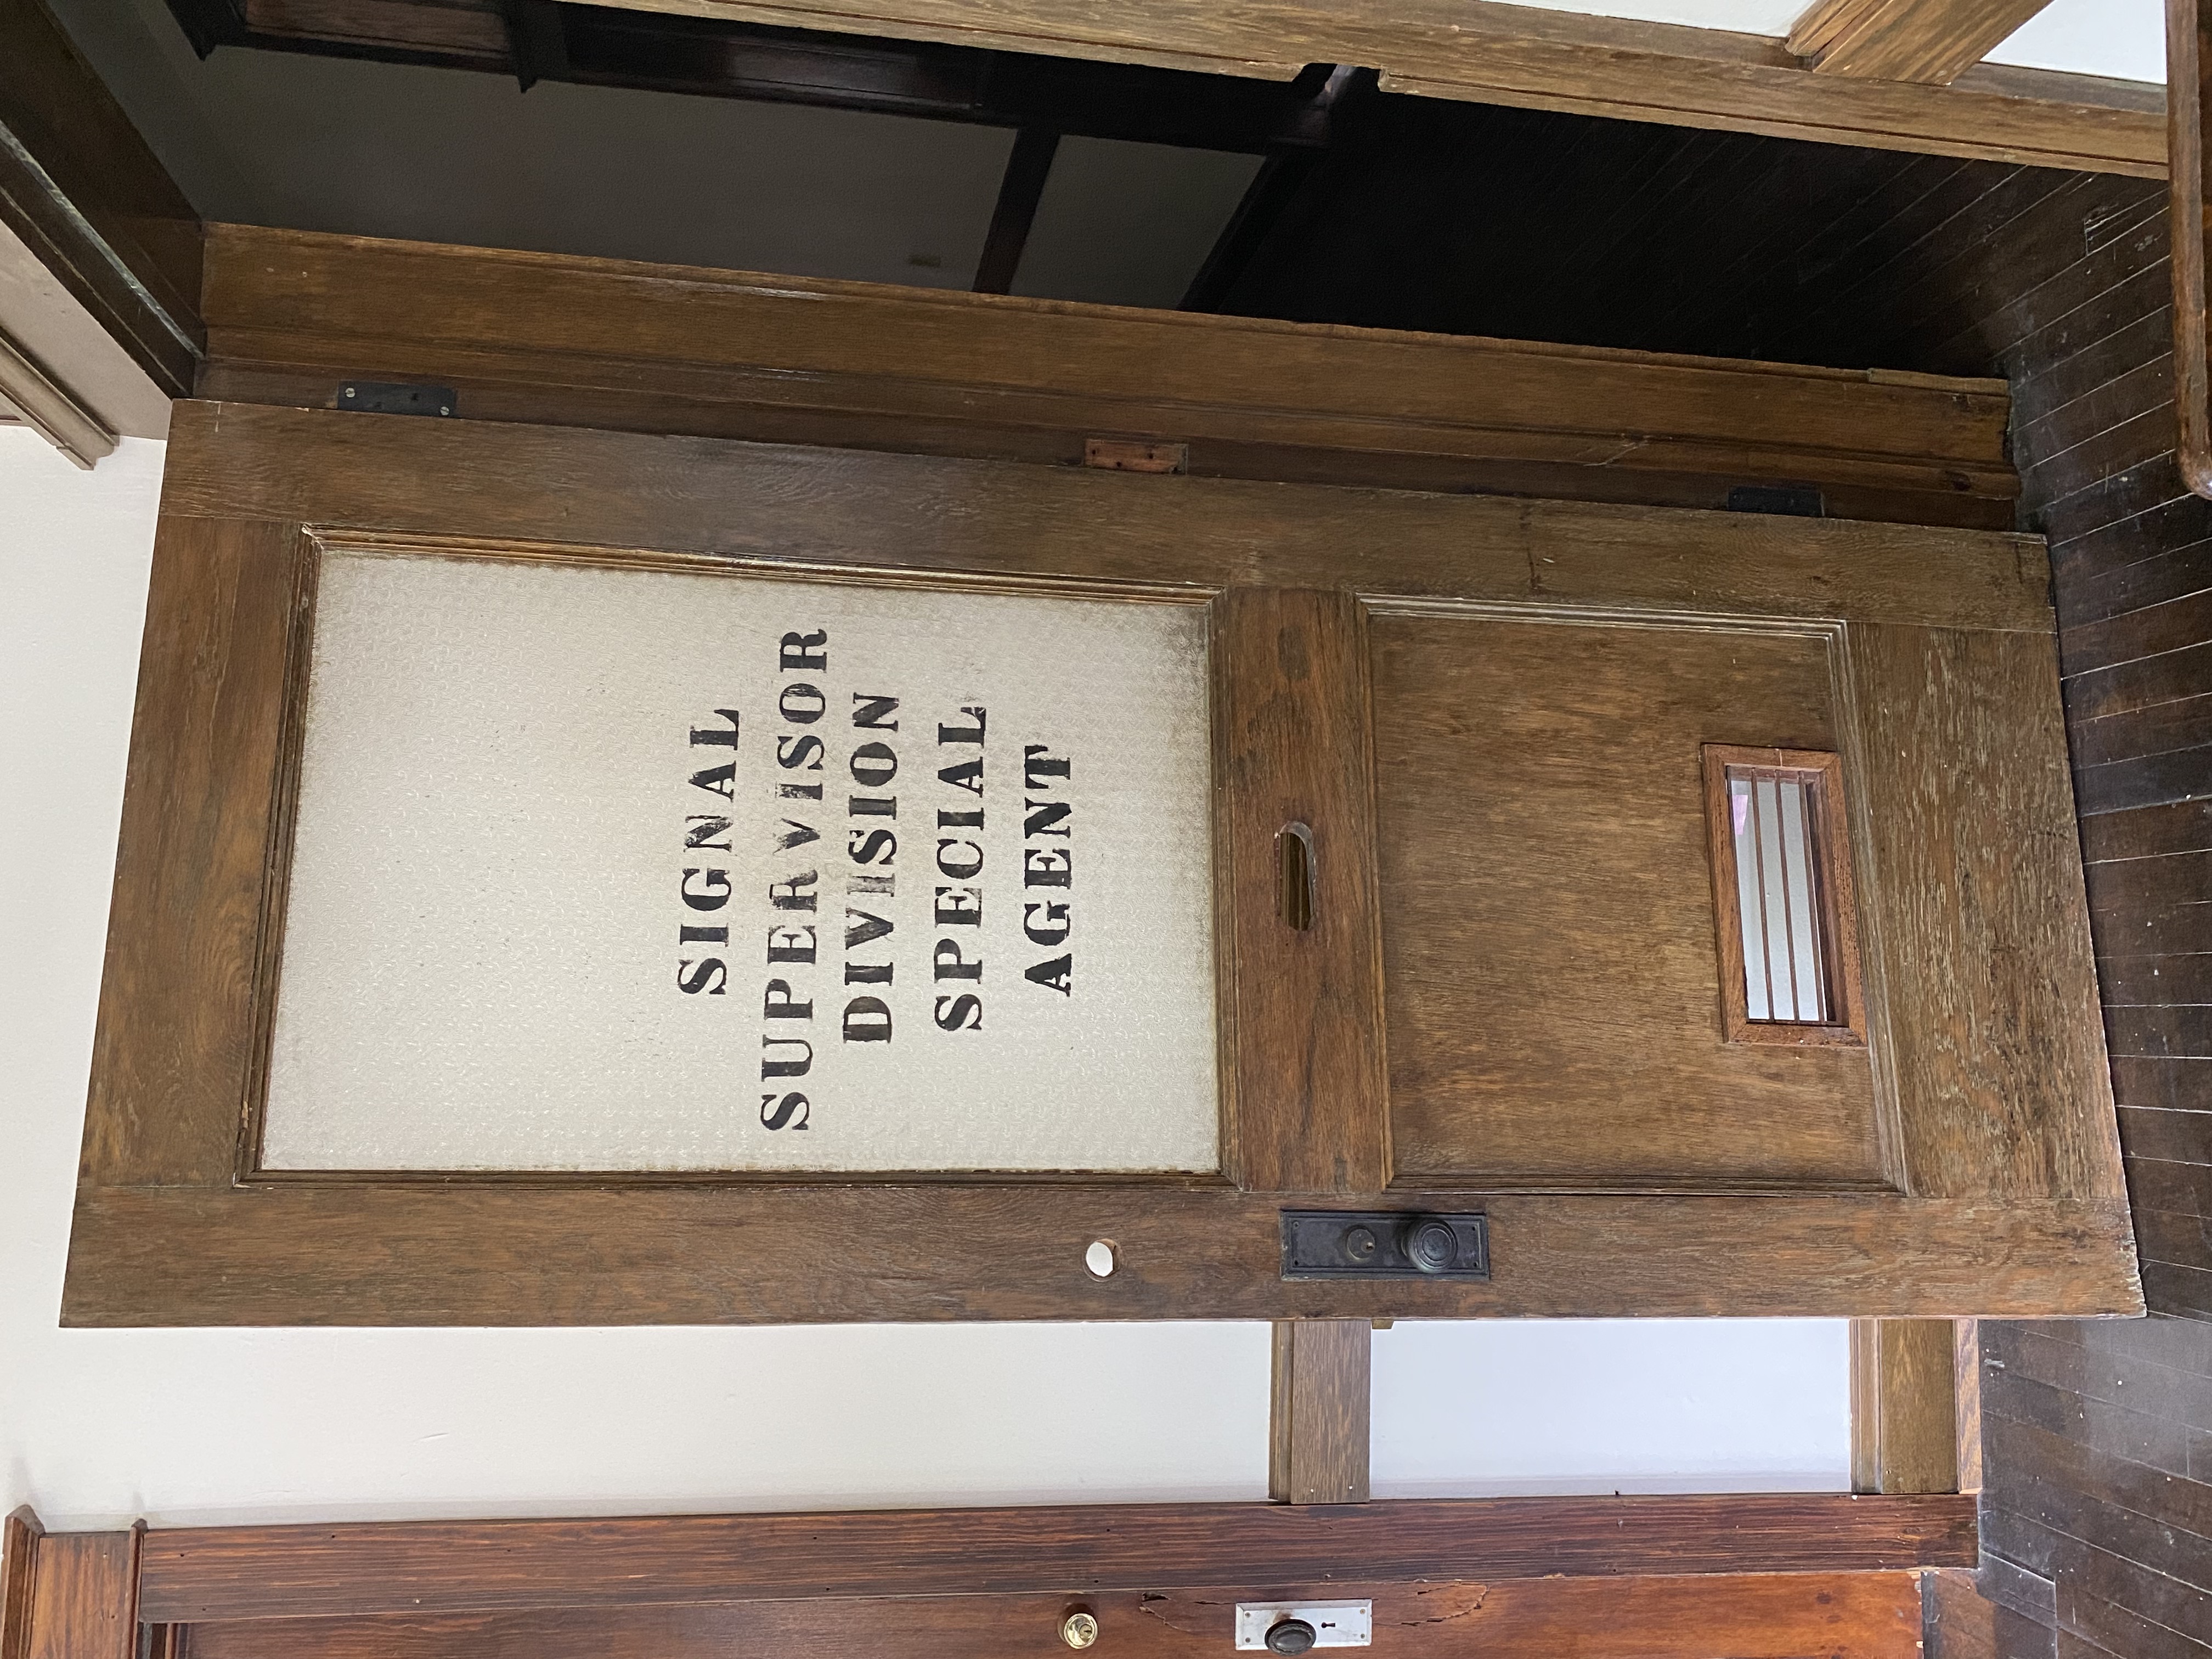 SIGNAL
SUPERVISOR
DIVISION
SPECIAL
AGENT